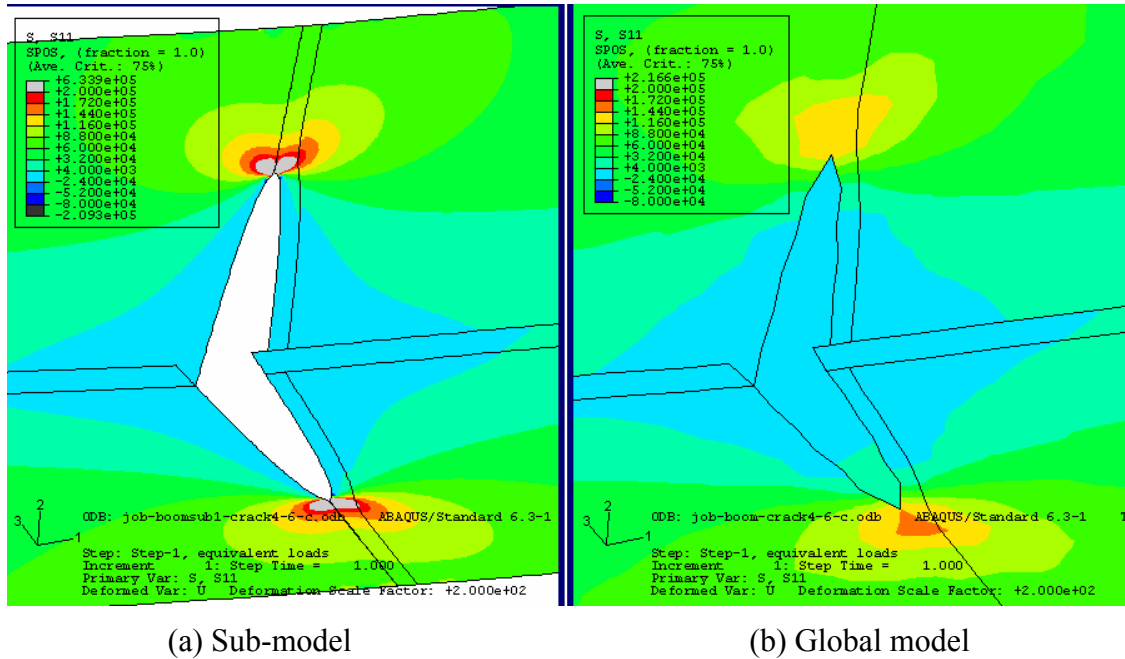 S, S11
SPOS, (fraction = 1.0)
(Ave. Crit.: 75%)
+6.339e+05
+2.000e+05
+1.720e+05
+1.440e+05
+1.160e+05
+8.800e+04
+6.000e+04
+3.200e+04
+4.000e+03
-2.400e+04
-5.200e+04
-8.000e+04
-2.093e+05
2
3
1
ODB: job-boomsub1-crack4-6-c.odb ABAQUS/Standard 6.3-1
Step: Step-1, equivalent loads
Increment 1: Step Time = 1.000
Primary Var: S, S11
Deformed Var: U Deformation Scale Factor: +2.000e+02
(a) Sub-model
S, S11
SPOS, (fraction = 1.0)
(Ave. Crit.: 75%)
+2.166e+05
+2.000e+05
+1.720e+05
+1.440e+05
+1.160e+05
+8.800e+04
+6.000e+04
+3.200e+04
+4.000e+03
-2.400e+04
-5.200e+04
-8.000e+04
2
3
1
ODB: job-boom-crack4-6-c.odb ABAQUS/Standard 6.3-1 T
Step: Step-1, equivalent loads
Increment 1: Step Time = 1.000
Primary Var: S, S11
Deformed Var: U Deformation Scale Factor: +2.000e+02
(b) Global model